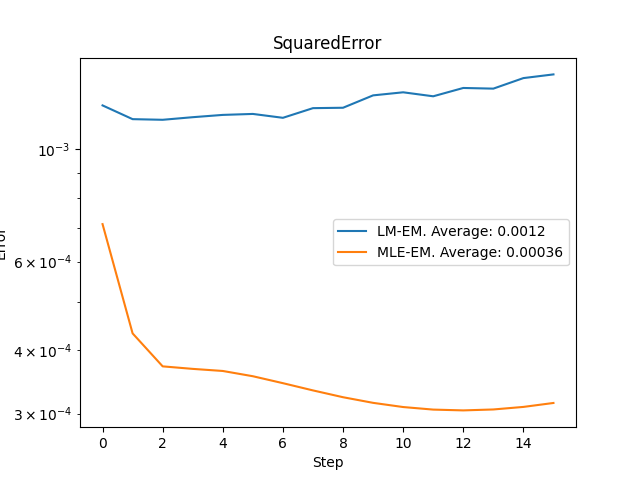 SquaredError
10⁻³
6 × 10⁻⁴
4 × 10⁻⁴
3 × 10⁻⁴
Error
LM-EM. Average: 0.0012
MLE-EM. Average: 0.00036
0 2 4 6 8 10 12 14
Step